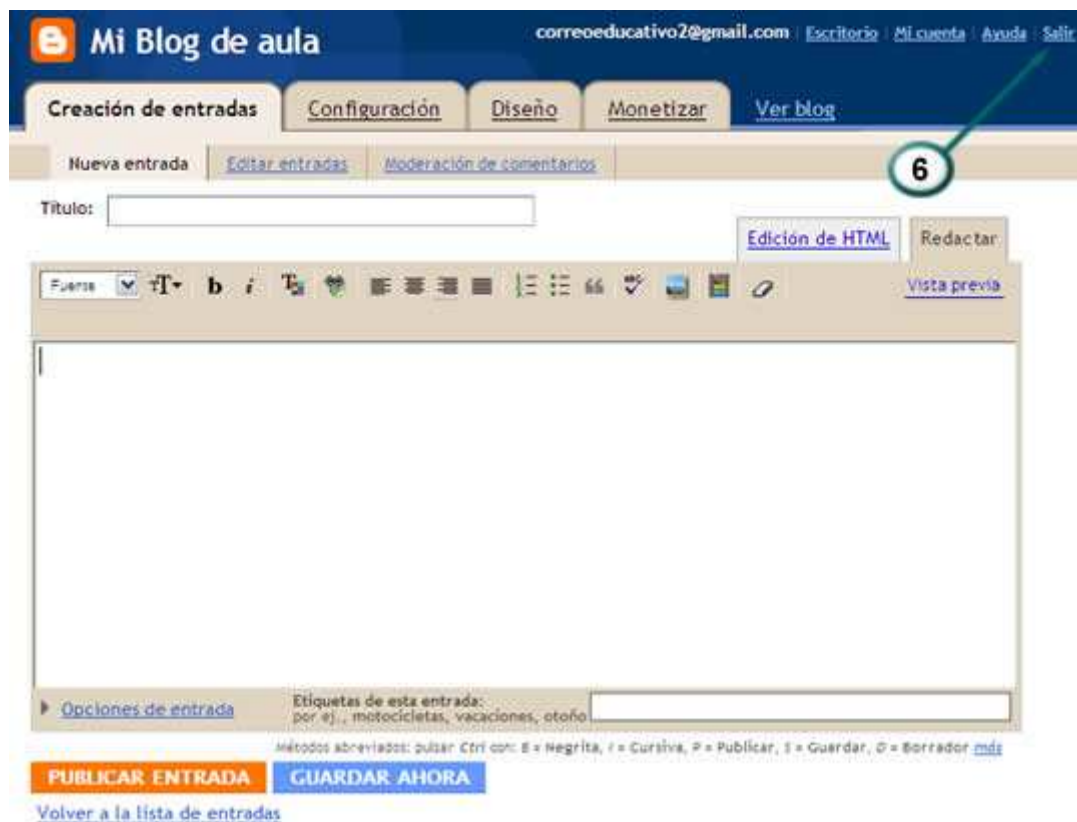 Mi Blog de aula
correoeducativo2@gmail.com | Escritorio | Mi cuenta | Ayuda | Salir
Creación de entradas Configuración Diseño Monetizar Ver blog
6
Nueva entrada Editar entradas Moderación de comentarios
Título:
Edición de HTML Redactar
Fuente T b i T ABC Vista previa
Opciones de entrada
Etiquetas de esta entrada:
por ej., motocicletas, vacaciones, otoño
Métodos abreviados: pulsar Ctrl con: B = Negrita, I = Cursiva, P = Publicar, S = Guardar, D = Borrador más
PUBLICAR ENTRADA GUARDAR AHORA
Volver a la lista de entradas